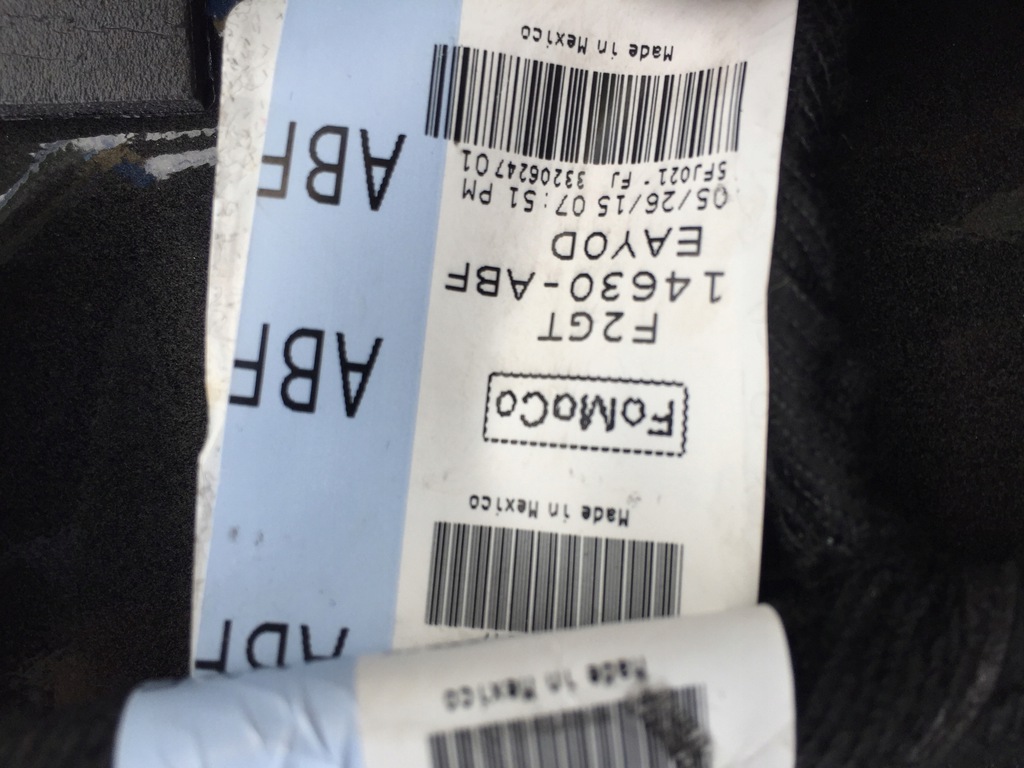 Made in Mexico
Made in Mexico
FoMoCo
F2GT
14630-ABF
EAYOD
05/26/15 07:51 PM
5FJ021 FJ 3320624701
Made in Mexico
ABF
ABF
ABF